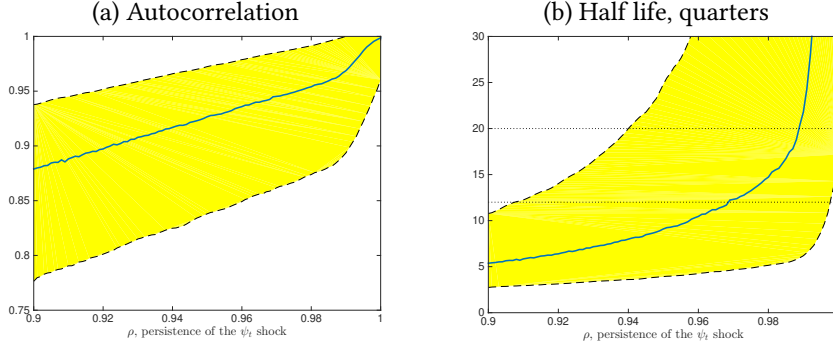 (a) Autocorrelation
1
0.95
0.9
0.85
0.8
0.75
0.9 0.92 0.94 0.96 0.98 1
ρ, persistence of the ψt shock
(b) Half life, quarters
30
25
20
15
10
5
0
0.9 0.92 0.94 0.96 0.98
ρ, persistence of the ψt shock